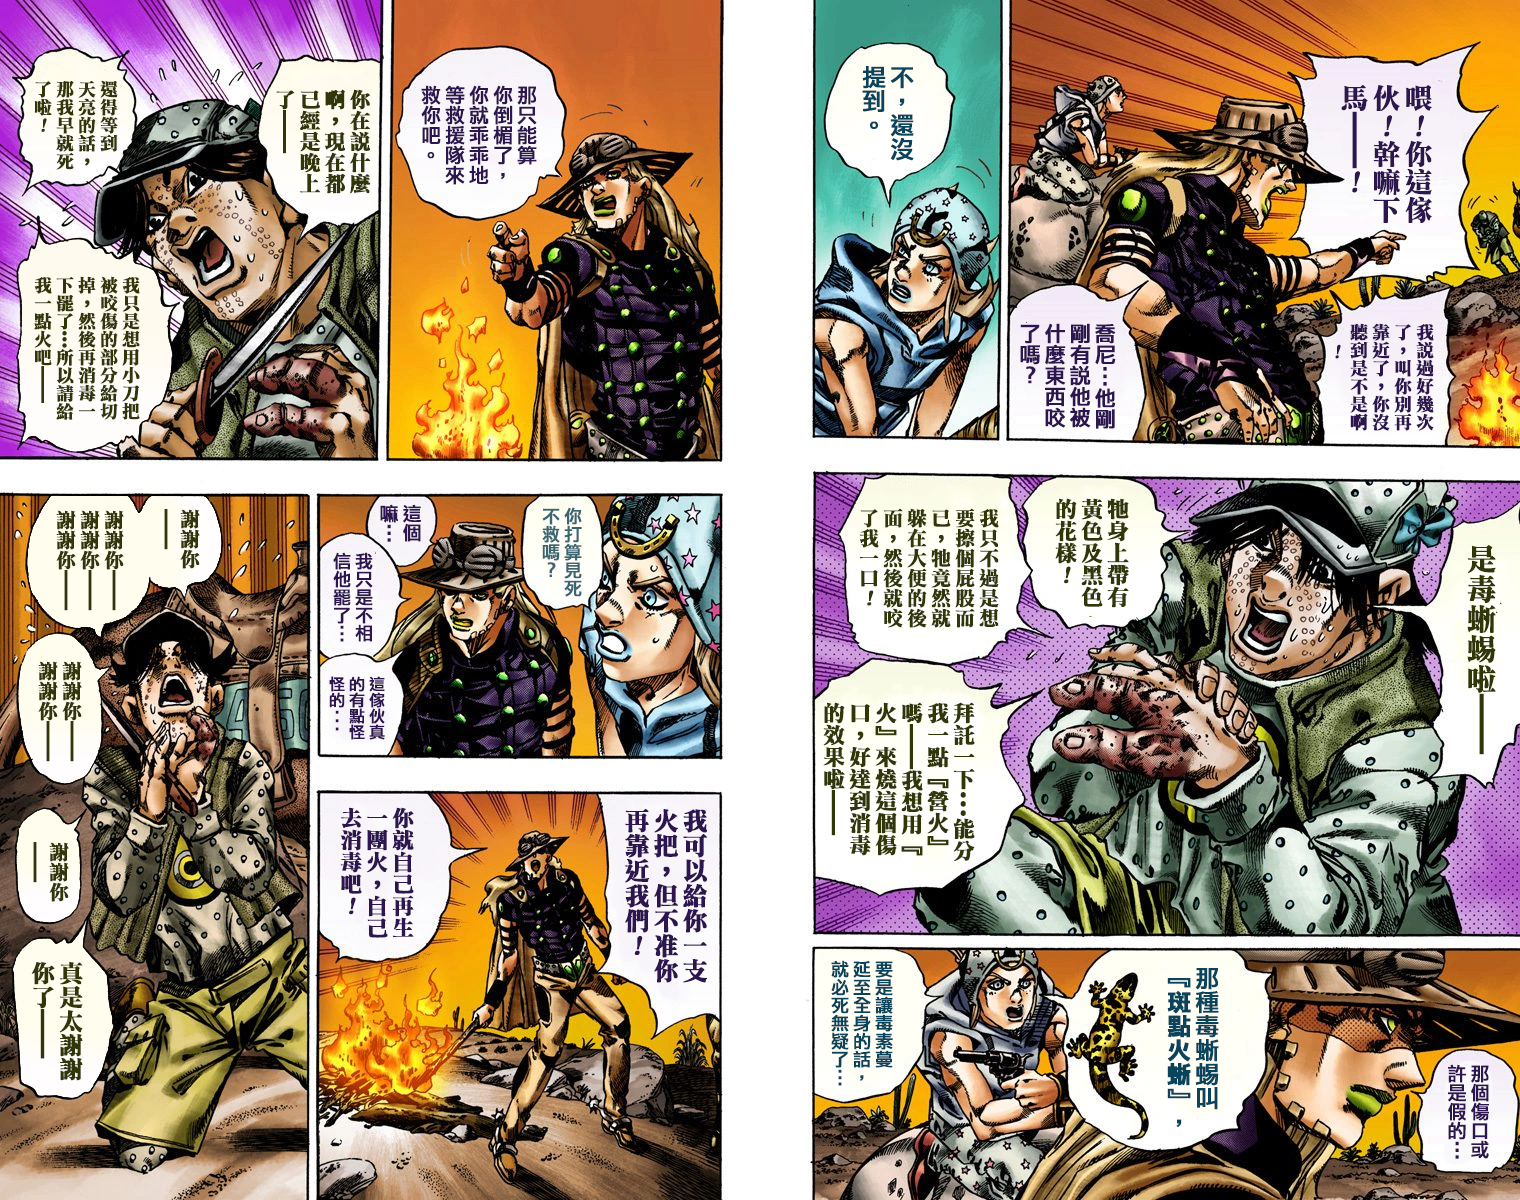 喂！你這傢
伙！幹嘛下
馬——！
我説過好幾次
了，叫你別再
靠近了，你沒
聽到是不是啊
！
喬尼…他剛
剛有説他被
什麼東西咬
了嗎？
不，還沒
提到。
是毒蜥蜴啦——
牠身上帶有
黃色及黑色
的花樣！
我只不過是想
要擦個屁股而
已，牠竟然就
躲在大便的後
面，然後就咬
了我一口！
拜託一下…能分
我一點『營火』
嗎——我想用『
火』來燒這個傷
口，好達到消毒
的效果啦——
那個傷口或
許是假的…
那種毒蜥蜴叫
『斑點火蜥』，
要是讓毒素蔓
延至全身的話，
就必死無疑了…
那只能算
你倒楣了，
你就乖乖地
等救援隊來
救你吧。
你在説什麼
啊，現在都
已經是晚上
了——
還得等到
天亮的話，
那我早就死
了啦！
我只是想用小刀把
被咬傷的部分給切
掉，然後再消毒一
下罷了…所以請給
我一點火吧——
你打算見死
不救嗎？
這個
嘛…
我只是不相
信他罷了…
這傢伙真
的有點怪
怪的…
我可以給你一支
火把，但不准你
再靠近我們！
你就自己再生
一團火，自己
去消毒吧！
謝謝你
——
謝謝你——
謝謝你——
謝謝你——
謝謝你——
謝謝你——
謝謝你
——
真是太謝謝
你了——